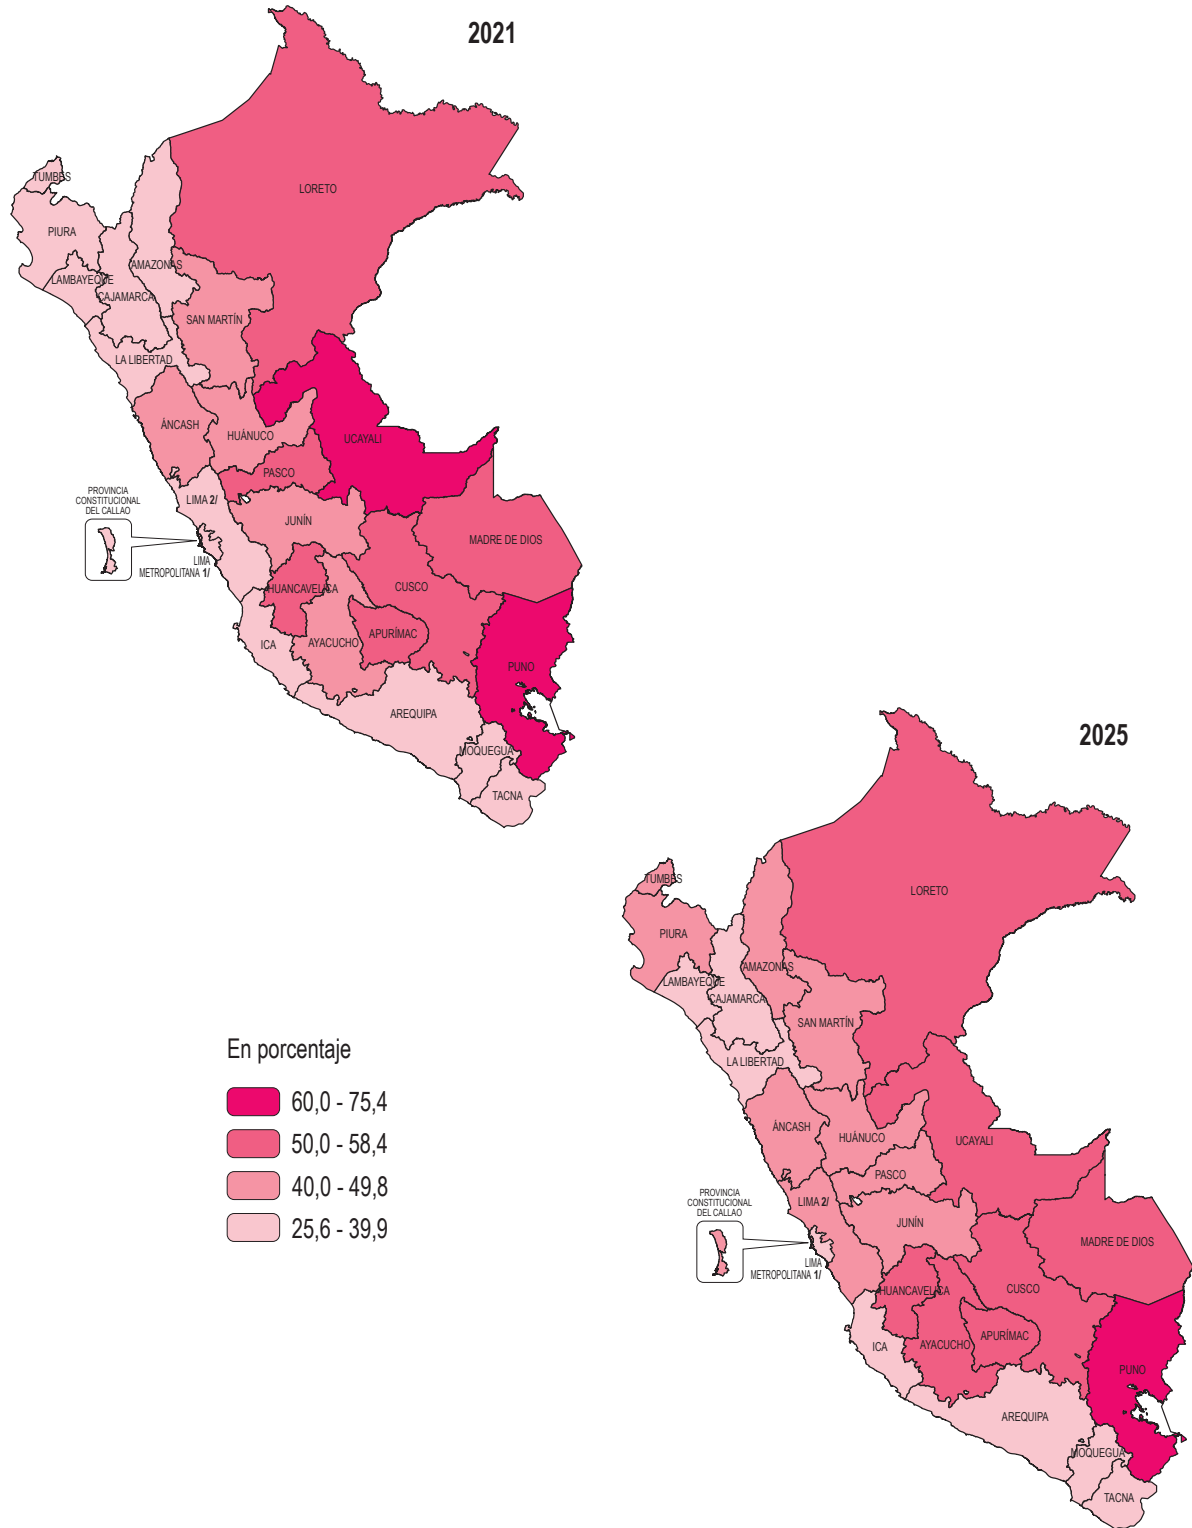 2021
LORETO
TUMBES
PIURA
AMAZONAS
LAMBAYEQUE
CAJAMARCA
SAN MARTÍN
LA LIBERTAD
ÁNCASH
HUÁNUCO
UCAYALI
PASCO
PROVINCIA
CONSTITUCIONAL
DEL CALLAO
LIMA 2/
JUNÍN
MADRE DE DIOS
LIMA
METROPOLITANA 1/
HUANCAVELICA
CUSCO
APURÍMAC
ICA
AYACUCHO
PUNO
AREQUIPA
MOQUEGUA
TACNA
2025
LORETO
TUMBES
PIURA
AMAZONAS
LAMBAYEQUE
CAJAMARCA
SAN MARTÍN
LA LIBERTAD
ÁNCASH
HUÁNUCO
UCAYALI
PASCO
PROVINCIA
CONSTITUCIONAL
DEL CALLAO
LIMA 2/
JUNÍN
MADRE DE DIOS
LIMA
METROPOLITANA 1/
HUANCAVELICA
CUSCO
APURÍMAC
ICA
AYACUCHO
PUNO
AREQUIPA
MOQUEGUA
TACNA
En porcentaje
60,0 - 75,4
50,0 - 58,4
40,0 - 49,8
25,6 - 39,9